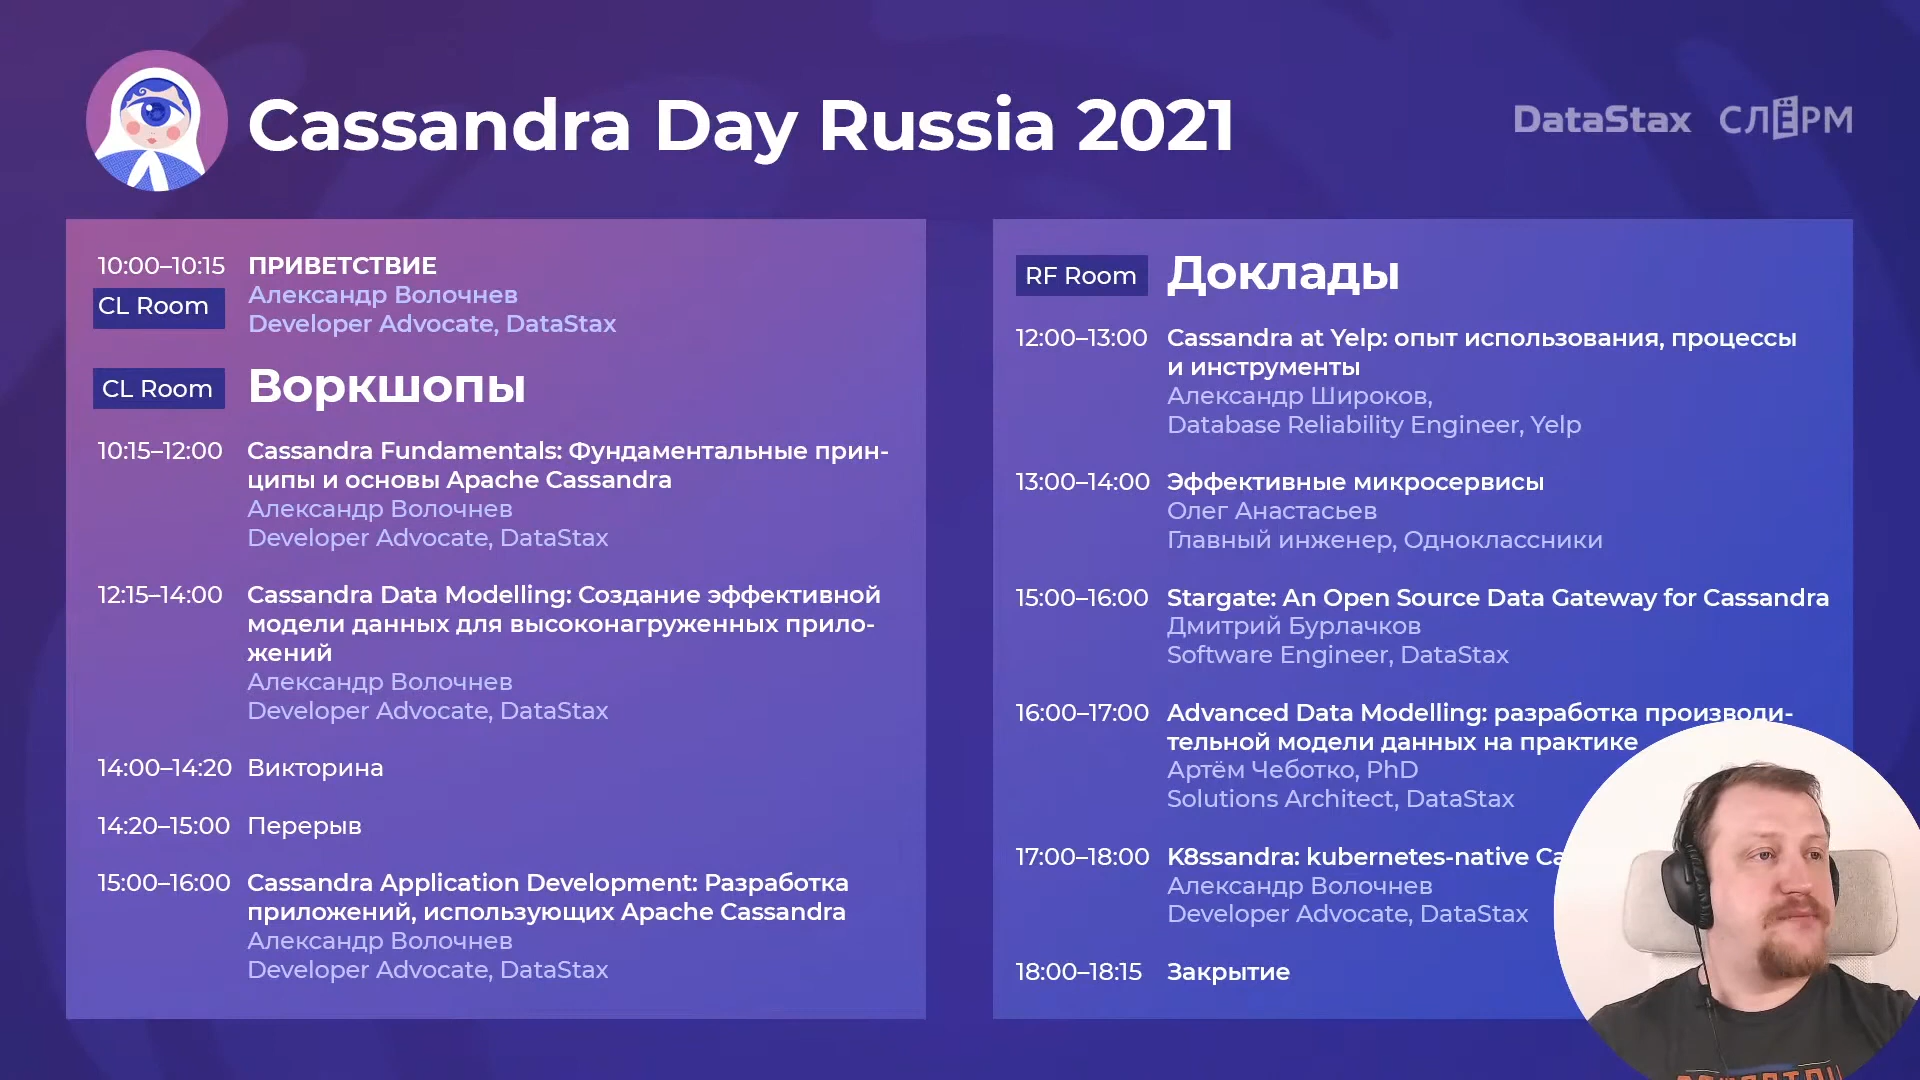 Cassandra Day Russia 2021
DataStax
СЛЁРМ
10:00–10:15
ПРИВЕТСТВИЕ
CL Room
Александр Волочнев
Developer Advocate, DataStax
CL Room
Воркшопы
10:15–12:00
Cassandra Fundamentals: Фундаментальные прин-
ципы и основы Apache Cassandra
Александр Волочнев
Developer Advocate, DataStax
12:15–14:00
Cassandra Data Modelling: Создание эффективной
модели данных для высоконагруженных прило-
жений
Александр Волочнев
Developer Advocate, DataStax
14:00–14:20
Викторина
14:20–15:00
Перерыв
15:00–16:00
Cassandra Application Development: Разработка
приложений, использующих Apache Cassandra
Александр Волочнев
Developer Advocate, DataStax
RF Room
Доклады
12:00–13:00
Cassandra at Yelp: опыт использования, процессы
и инструменты
Александр Широков,
Database Reliability Engineer, Yelp
13:00–14:00
Эффективные микросервисы
Олег Анастасьев
Главный инженер, Одноклассники
15:00–16:00
Stargate: An Open Source Data Gateway for Cassandra
Дмитрий Бурлачков
Software Engineer, DataStax
16:00–17:00
Advanced Data Modelling: разработка производи-
тельной модели данных на практике
Артём Чеботко, PhD
Solutions Architect, DataStax
17:00–18:00
K8ssandra: kubernetes-native
Александр Волочнев
Developer Advocate, DataStax
18:00–18:15
Закрытие